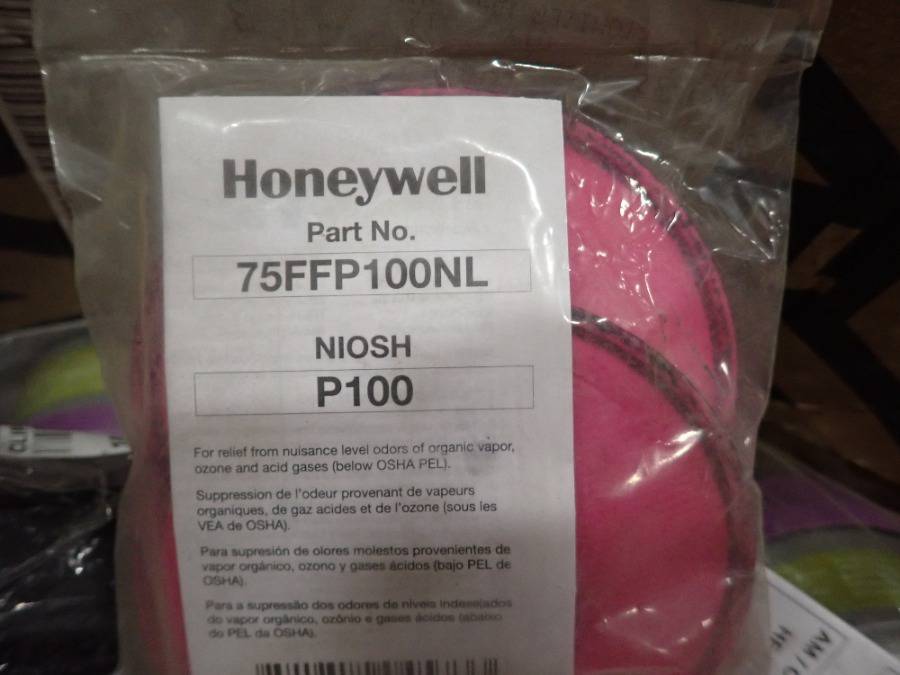 Honeywell
Part No.
75FFP100NL
NIOSH
P100
For relief from nuisance level odors of organic vapor,
ozone and acid gases (below OSHA PEL).
Suppression de l'odeur provenant de vapeurs
organiques, de gaz acides et de l'ozone (sous les
VEA de OSHA).
Para supresión de olores molestos provenientes de
vapor orgánico, ozono y gases ácidos (bajo PEL de
OSHA).
Para a supressão dos odores de níveis indesejados
do vapor orgânico, ozônio e gases ácidos (abaixo
do PEL da OSHA).
AM /